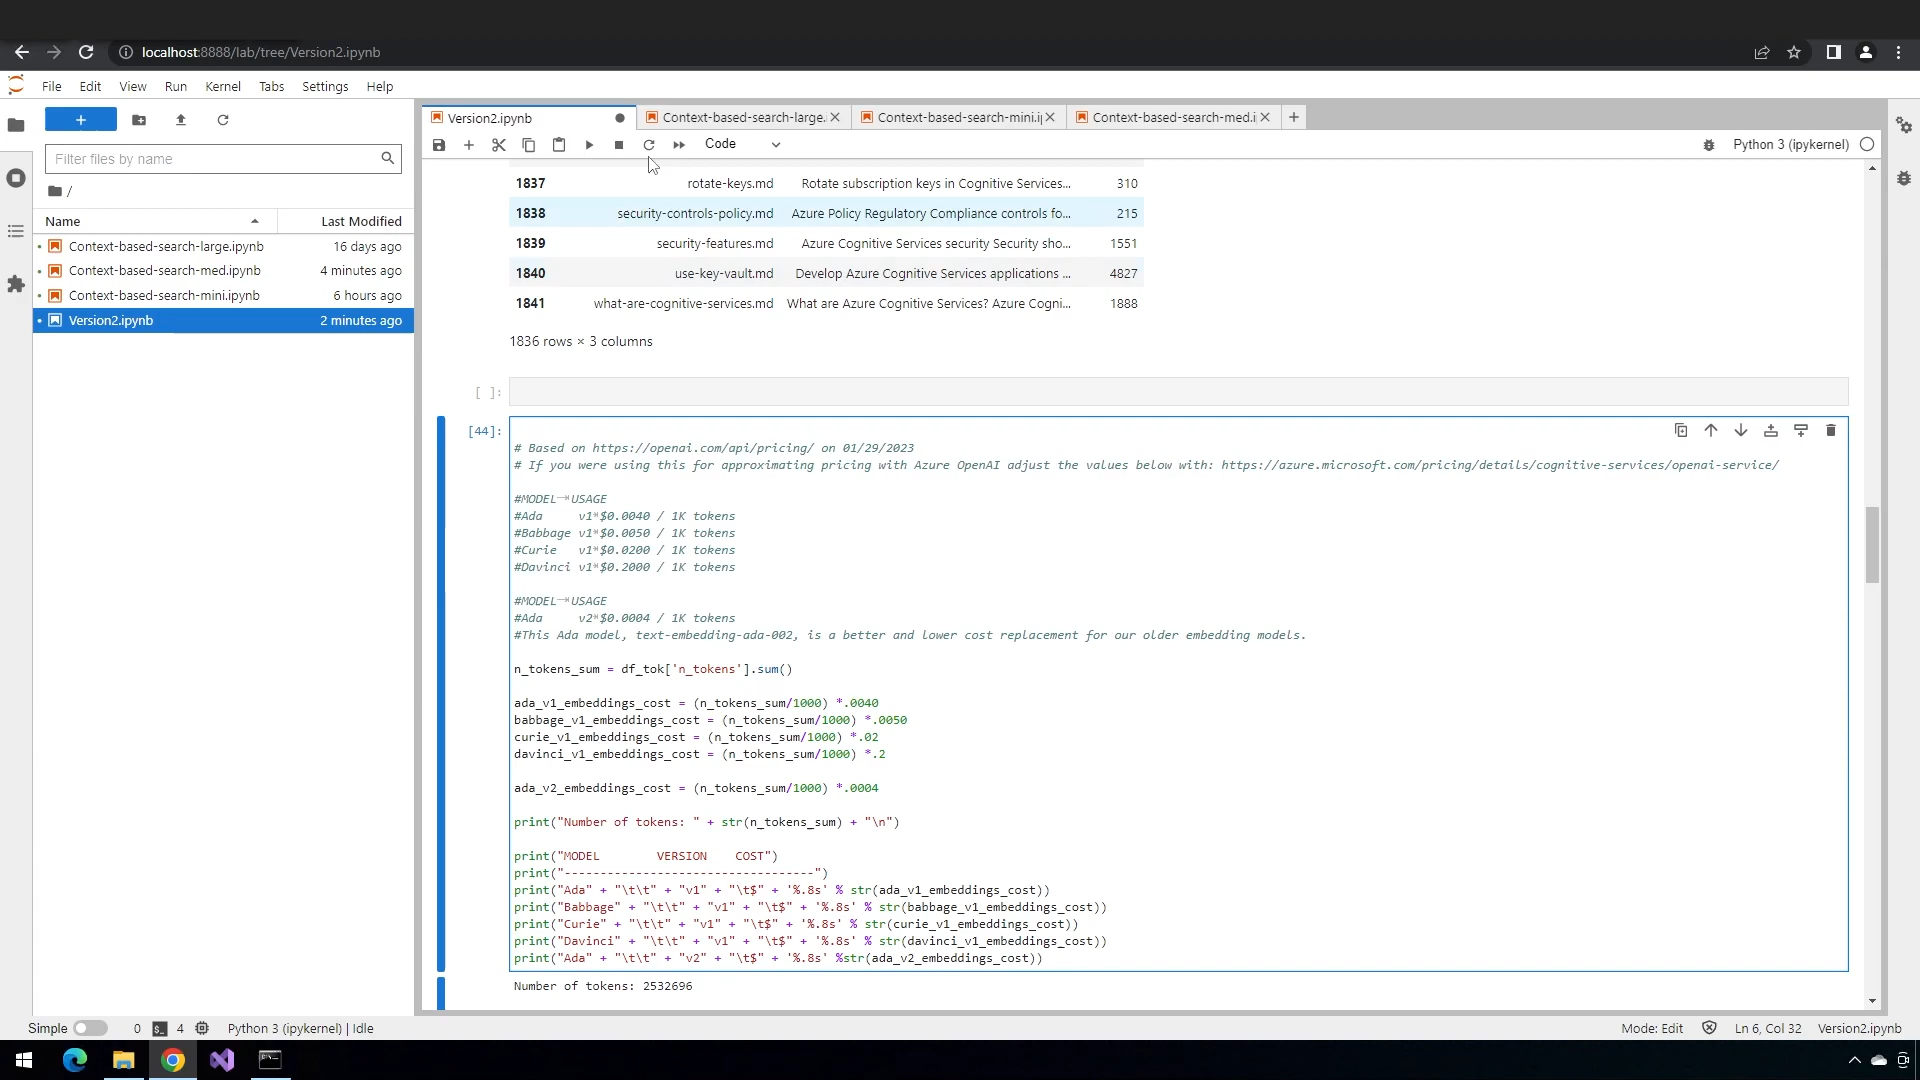 localhost:8888/lab/tree/Version2.ipynb
File Edit View Run Kernel Tabs Settings Help
+
Filter files by name
/
Name Last Modified
Context-based-search-large.ipynb 16 days ago
Context-based-search-med.ipynb 4 minutes ago
Context-based-search-mini.ipynb 6 hours ago
Version2.ipynb 2 minutes ago
Version2.ipynb Context-based-search-large. Context-based-search-mini.i Context-based-search-med.i
Code Python 3 (ipykernel)
1837 rotate-keys.md Rotate subscription keys in Cognitive Services... 310
1838 security-controls-policy.md Azure Policy Regulatory Compliance controls fo... 215
1839 security-features.md Azure Cognitive Services security Security sho... 1551
1840 use-key-vault.md Develop Azure Cognitive Services applications ... 4827
1841 what-are-cognitive-services.md What are Azure Cognitive Services? Azure Cogni... 1888
1836 rows × 3 columns
[ ]:
[44]:
# Based on https://openai.com/api/pricing/ on 01/29/2023
# If you were using this for approximating pricing with Azure OpenAI adjust the values below with: https://azure.microsoft.com/pricing/details/cognitive-services/openai-service/
#MODEL USAGE
#Ada v1 $0.0040 / 1K tokens
#Babbage v1 $0.0050 / 1K tokens
#Curie v1 $0.0200 / 1K tokens
#Davinci v1 $0.2000 / 1K tokens
#MODEL USAGE
#Ada v2 $0.0004 / 1K tokens
#This Ada model, text-embedding-ada-002, is a better and lower cost replacement for our older embedding models.
n_tokens_sum = df_tok['n_tokens'].sum()
ada_v1_embeddings_cost = (n_tokens_sum/1000) *.0040
babbage_v1_embeddings_cost = (n_tokens_sum/1000) *.0050
curie_v1_embeddings_cost = (n_tokens_sum/1000) *.02
davinci_v1_embeddings_cost = (n_tokens_sum/1000) *.2
ada_v2_embeddings_cost = (n_tokens_sum/1000) *.0004
print("Number of tokens: " + str(n_tokens_sum) + "\n")
print("MODEL        VERSION    COST")
print("-----------------------------------")
print("Ada" + "\t\t" + "v1" + "\t$" + '%.8s' % str(ada_v1_embeddings_cost))
print("Babbage" + "\t\t" + "v1" + "\t$" + '%.8s' % str(babbage_v1_embeddings_cost))
print("Curie" + "\t\t" + "v1" + "\t$" + '%.8s' % str(curie_v1_embeddings_cost))
print("Davinci" + "\t\t" + "v1" + "\t$" + '%.8s' % str(davinci_v1_embeddings_cost))
print("Ada" + "\t\t" + "v2" + "\t$" + '%.8s' %str(ada_v2_embeddings_cost))
Number of tokens: 2532696
Simple 0 4 Python 3 (ipykernel) | Idle Mode: Edit Ln 6, Col 32 Version2.ipynb